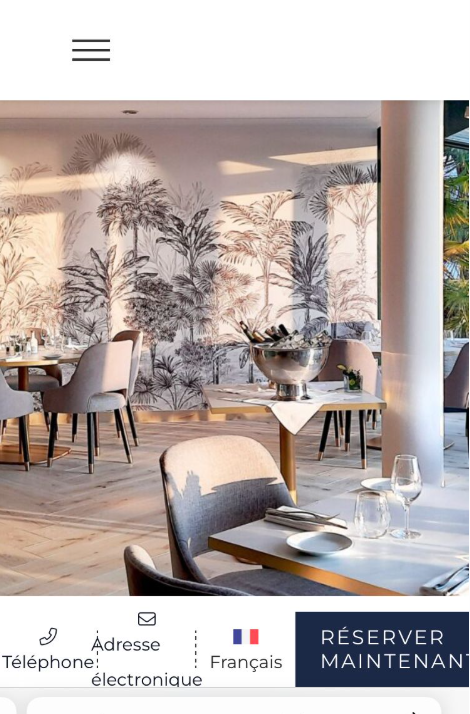 Téléphone
Adresse
électronique
Français
RÉSERVER
MAINTENANT